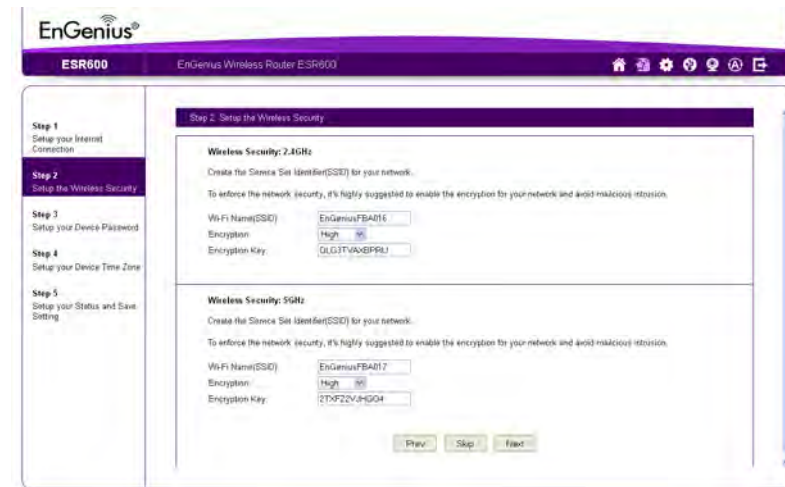 EnGenius®
ESR600
EnGenius Wireless Router ESR600
Step 1
Setup your Internet
Connection
Step 2
Setup the Wireless Security
Step 3
Setup your Device Password
Step 4
Setup your Device Time Zone
Step 5
Setup your Status and Save
Setting
Step 2. Setup the Wireless Security
Wireless Security: 2.4GHz
Create the Service Set Identifier(SSID) for your network.
To enforce the network security, it's highly suggested to enable the encryption for your network and avoid malicious intrusion.
Wi-Fi Name(SSID)
EnGeniusFBA016
Encryption
High
Encryption Key
Wireless Security: 5GHz
Create the Service Set Identifier(SSID) for your network.
To enforce the network security, it's highly suggested to enable the encryption for your network and avoid malicious intrusion.
Wi-Fi Name(SSID)
EnGeniusFBA017
Encryption
High
Encryption Key
Prev
Skip
Next